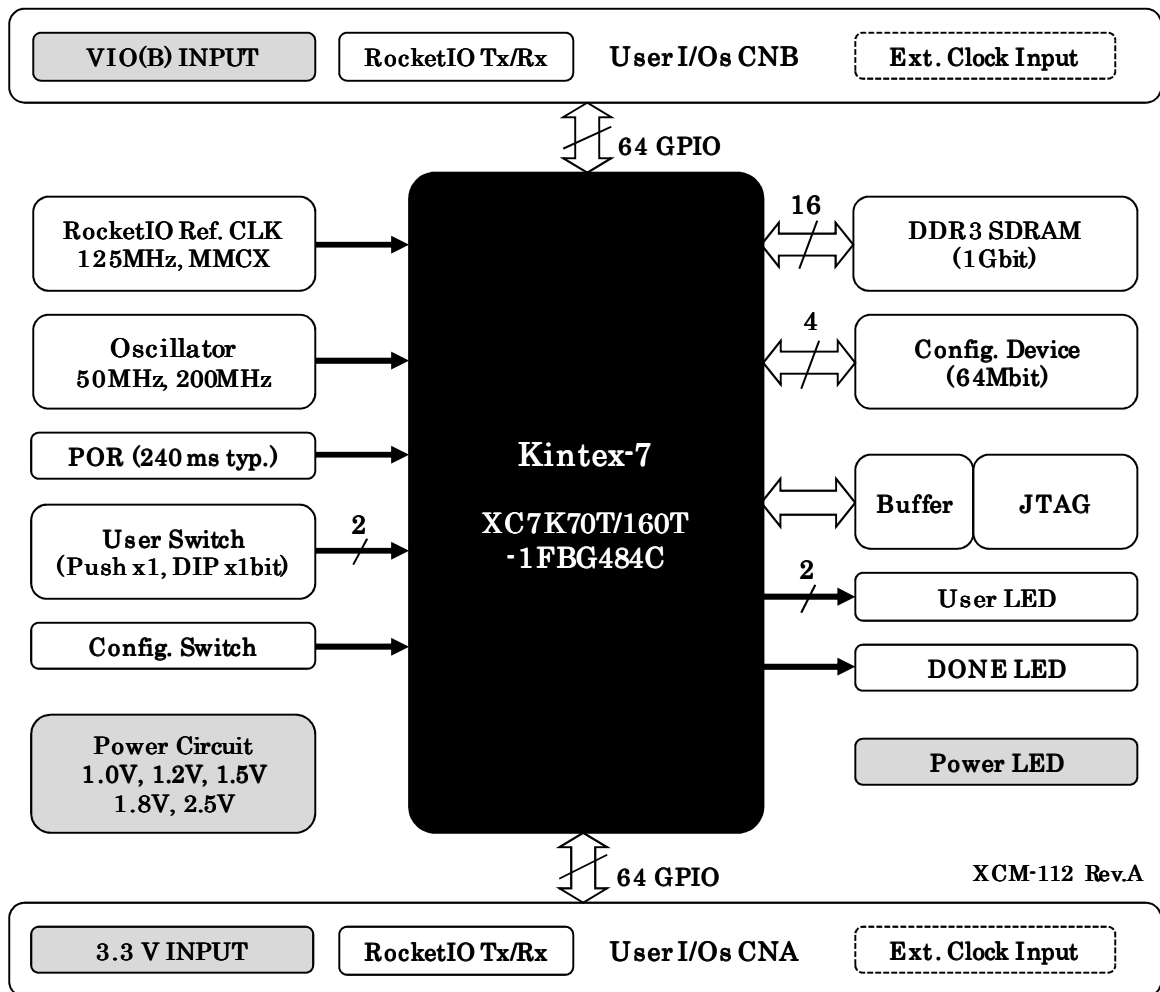 VIO(B) INPUT
RocketIO Tx/Rx
User I/Os CNB
Ext. Clock Input
64 GPIO
RocketIO Ref. CLK
125MHz, MMCX
16
DDR3 SDRAM
(1Gbit)
Oscillator
50MHz, 200MHz
4
Config. Device
(64Mbit)
POR (240 ms typ.)
Kintex-7
XC7K70T/160T
-1FBG484C
Buffer
JTAG
User Switch
(Push x1, DIP x1bit)
2
2
User LED
Config. Switch
DONE LED
Power Circuit
1.0V, 1.2V, 1.5V
1.8V, 2.5V
Power LED
64 GPIO
XCM-112 Rev.A
3.3 V INPUT
RocketIO Tx/Rx
User I/Os CNA
Ext. Clock Input